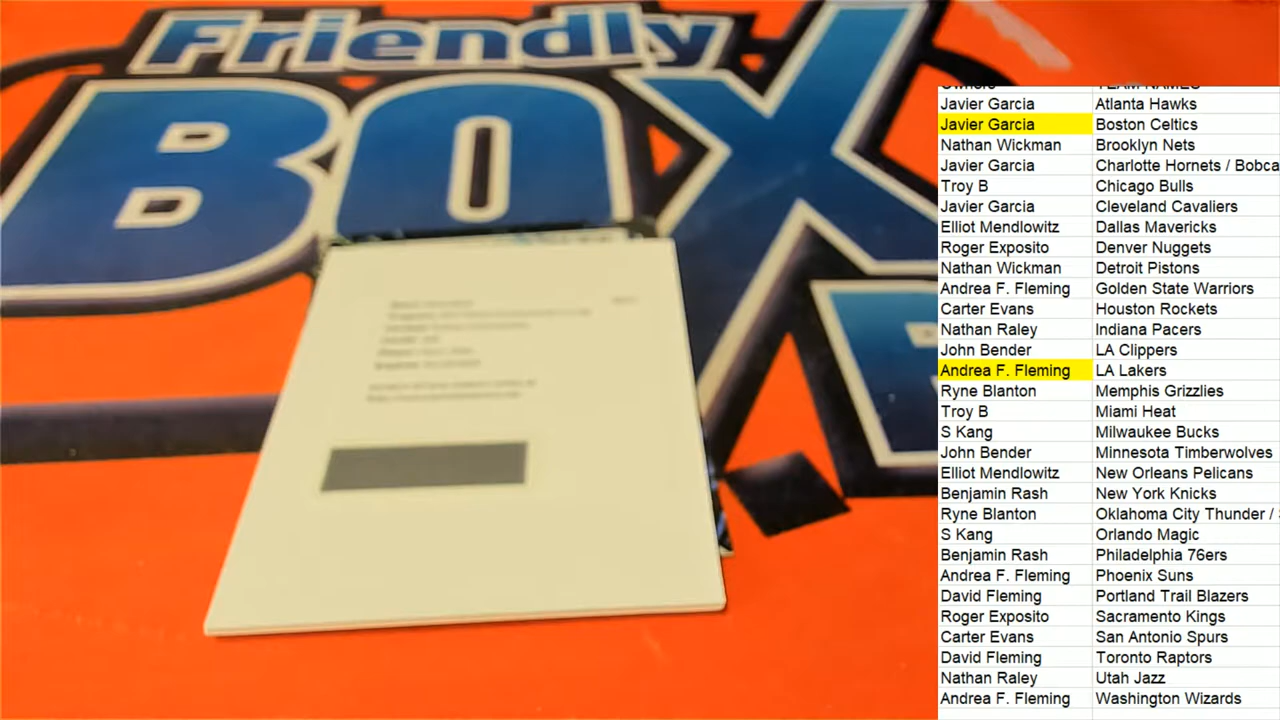 Friendly
BOX
Owners TEAM NAMES
Javier Garcia Atlanta Hawks
Javier Garcia Boston Celtics
Nathan Wickman Brooklyn Nets
Javier Garcia Charlotte Hornets / Bobca
Troy B Chicago Bulls
Javier Garcia Cleveland Cavaliers
Elliot Mendlowitz Dallas Mavericks
Roger Exposito Denver Nuggets
Nathan Wickman Detroit Pistons
Andrea F. Fleming Golden State Warriors
Carter Evans Houston Rockets
Nathan Raley Indiana Pacers
John Bender LA Clippers
Andrea F. Fleming LA Lakers
Ryne Blanton Memphis Grizzlies
Troy B Miami Heat
S Kang Milwaukee Bucks
John Bender Minnesota Timberwolves
Elliot Mendlowitz New Orleans Pelicans
Benjamin Rash New York Knicks
Ryne Blanton Oklahoma City Thunder /
S Kang Orlando Magic
Benjamin Rash Philadelphia 76ers
Andrea F. Fleming Phoenix Suns
David Fleming Portland Trail Blazers
Roger Exposito Sacramento Kings
Carter Evans San Antonio Spurs
David Fleming Toronto Raptors
Nathan Raley Utah Jazz
Andrea F. Fleming Washington Wizards